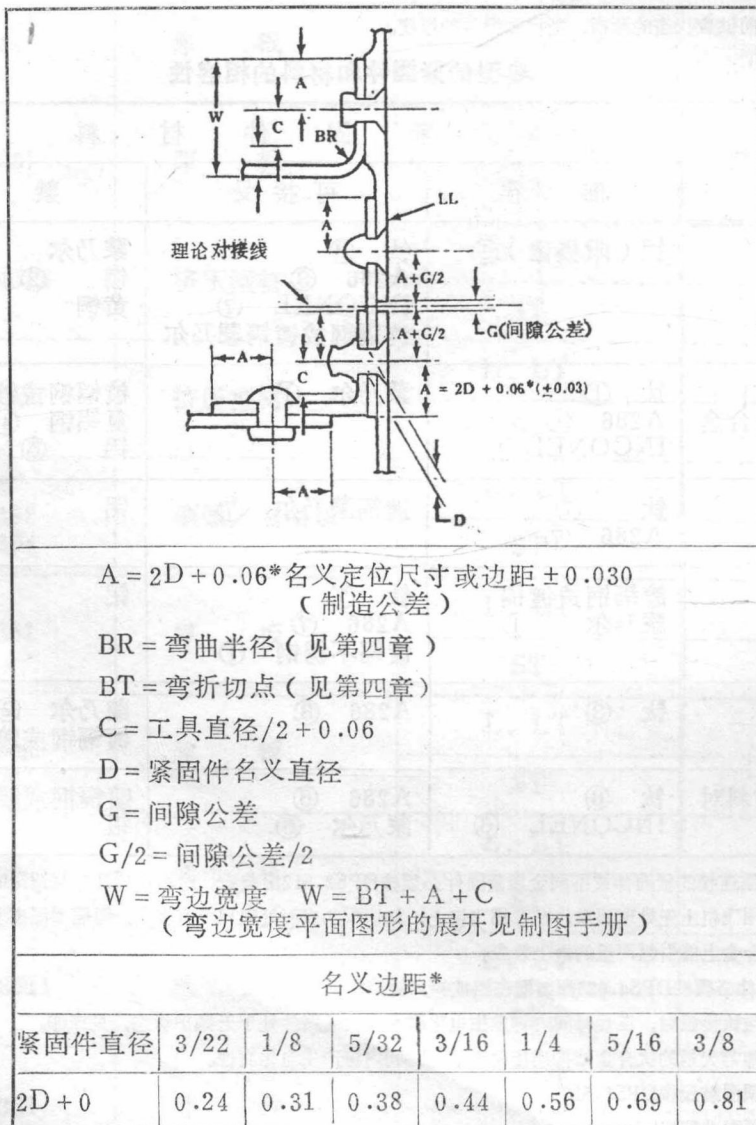 A
W
C
BR
A
LL
理论对接线
A+G/2
G(间隙公差)
A
A+G/2
A
C
A = 2D + 0.06*(±0.03)
A
D
A = 2D + 0.06*名义定位尺寸或边距 ± 0.030
(制造公差)
BR = 弯曲半径(见第四章)
BT = 弯折切点(见第四章)
C = 工具直径/2 + 0.06
D = 紧固件名义直径
G = 间隙公差
G/2 = 间隙公差/2
W = 弯边宽度 W = BT + A + C
(弯边宽度平面图形的展开见制图手册)
名义边距*
紧固件直径 3/22 1/8 5/32 3/16 1/4 5/16 3/8
2D + 0 0.24 0.31 0.38 0.44 0.56 0.69 .81